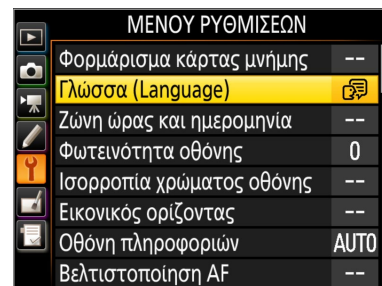 ΜΕΝΟΥ ΡΥΘΜΙΣΕΩΝ
Φορμάρισμα κάρτας μνήμης --
Γλώσσα (Language)
Ζώνη ώρας και ημερομηνία --
Φωτεινότητα οθόνης 0
Ισορροπία χρώματος οθόνης --
Εικονικός ορίζοντας --
Οθόνη πληροφοριών AUTO
Βελτιστοποίηση AF --